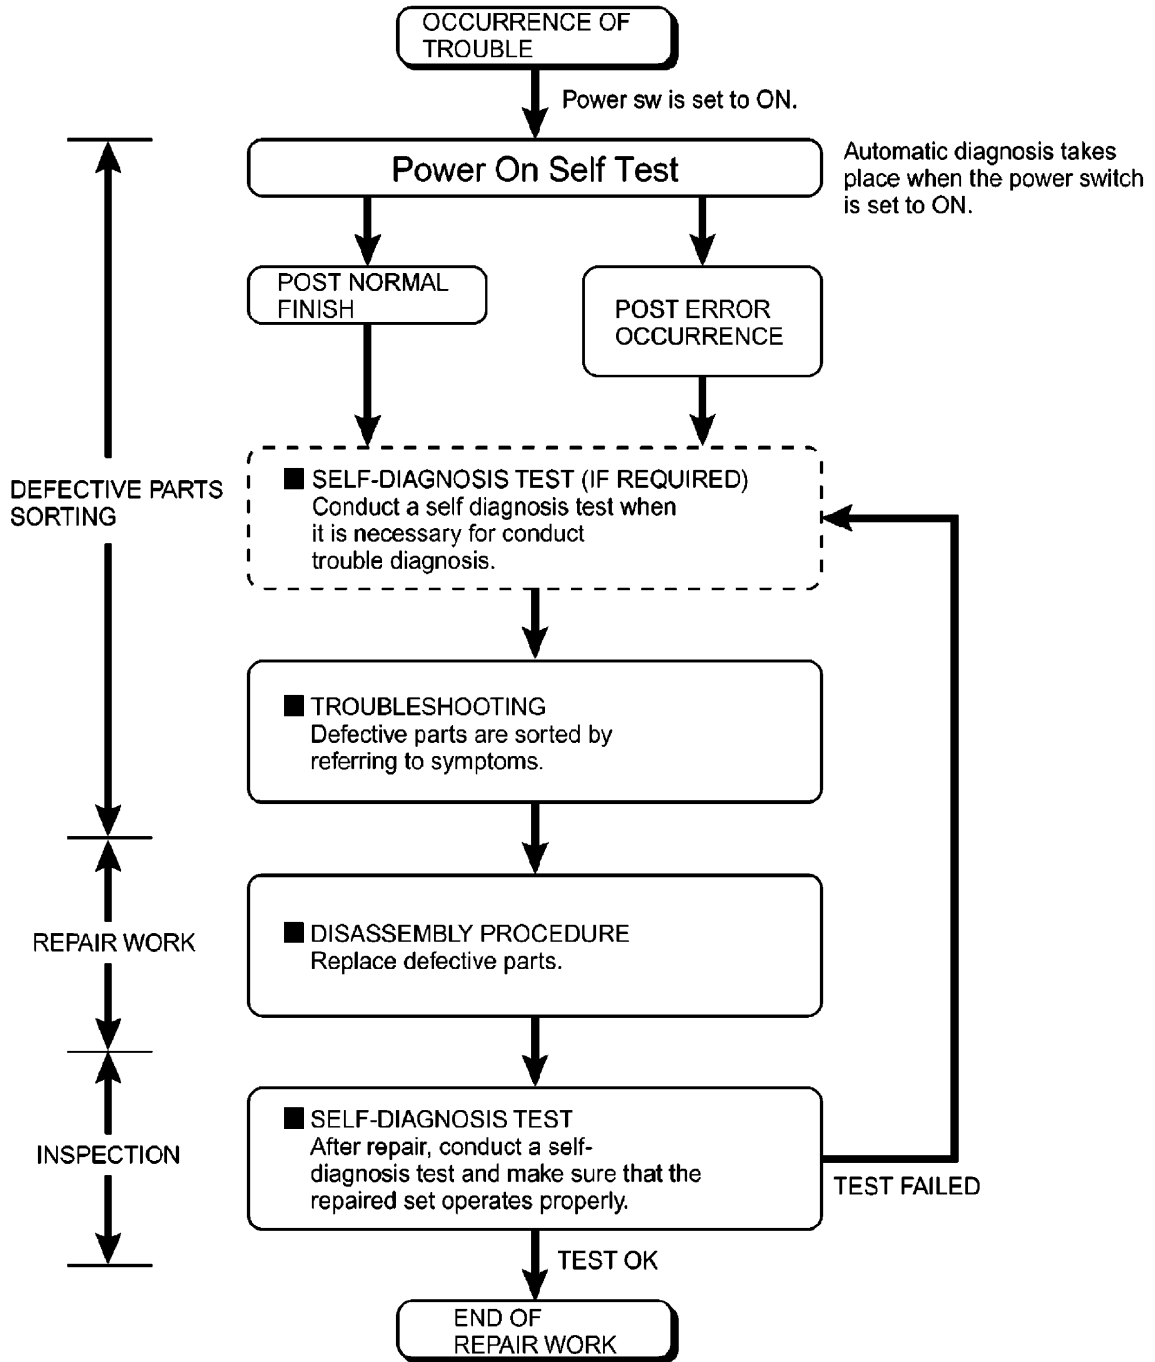 OCCURRENCE OF
TROUBLE
Power sw is set to ON.
Power On Self Test
Automatic diagnosis takes
place when the power switch
is set to ON.
POST NORMAL
FINISH
POST ERROR
OCCURRENCE
DEFECTIVE PARTS
SORTING
■ SELF-DIAGNOSIS TEST (IF REQUIRED)
Conduct a self diagnosis test when
it is necessary for conduct
trouble diagnosis.
■ TROUBLESHOOTING
Defective parts are sorted by
referring to symptoms.
REPAIR WORK
■ DISASSEMBLY PROCEDURE
Replace defective parts.
INSPECTION
■ SELF-DIAGNOSIS TEST
After repair, conduct a self-
diagnosis test and make sure that the
repaired set operates properly.
TEST FAILED
TEST OK
END OF
REPAIR WORK